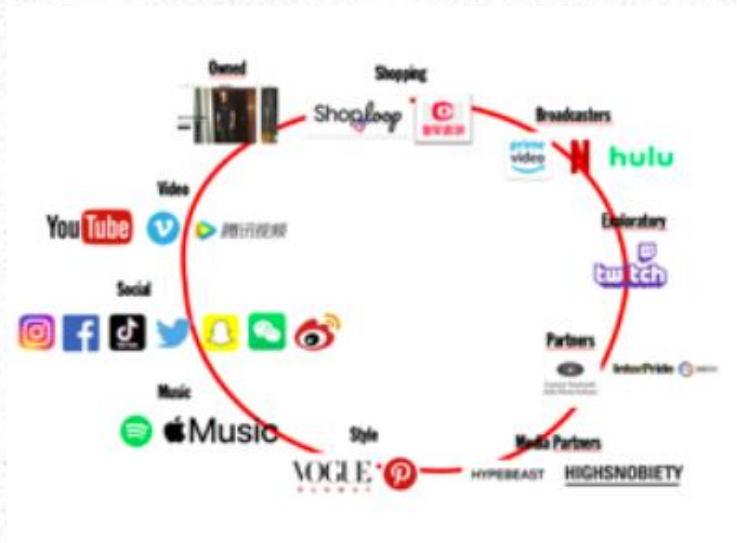 Owned
Shopping
Shoploop
Broadcasters
prime video
N
hulu
Video
YouTube
腾讯视频
Exploratory
twitch
Social
Partners
InterPride
Music
Music
Style
VOGUE
RUNWAY
Media Partners
HYPEBEAST
HIGHSNOBIETY